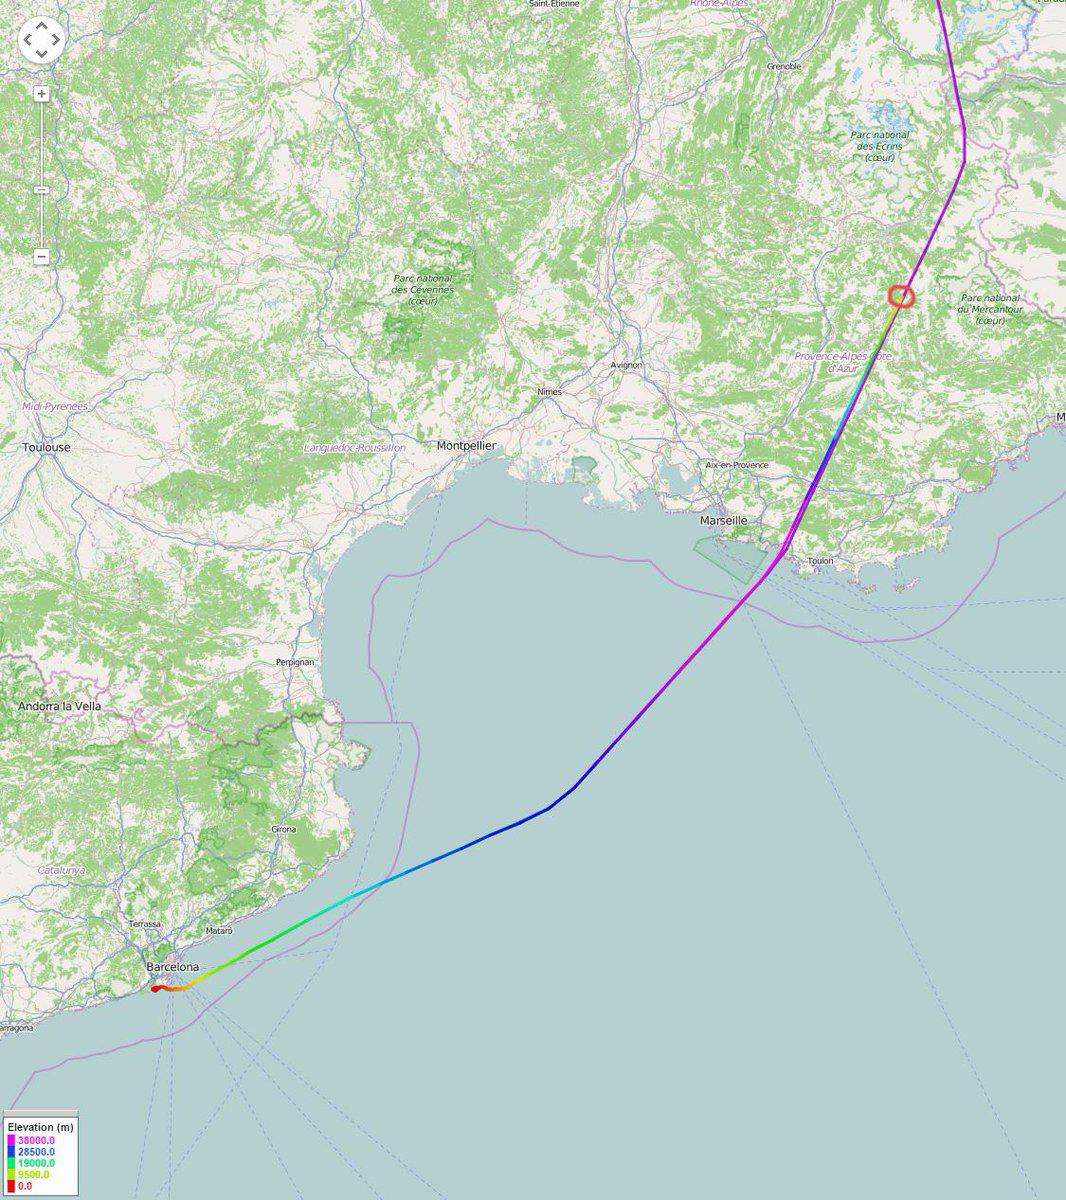 Saint-Etienne
Rhône-Alpes
Grenoble
Parc national
des Ecrins
(cœur)
Parc national
des Cévennes
(cœur)
Parc national
du Mercantour
(cœur)
Provence-Alpes-Côte
d'Azur
Avignon
Nîmes
Midi-Pyrénées
Toulouse
Languedoc-Roussillon
Montpellier
Aix-en-Provence
Marseille
Toulon
Perpignan
Andorra la Vella
Girona
Catalunya
Terrassa
Mataró
Barcelona
arragona
Elevation (m)
38000.0
28500.0
19000.0
9500.0
0.0